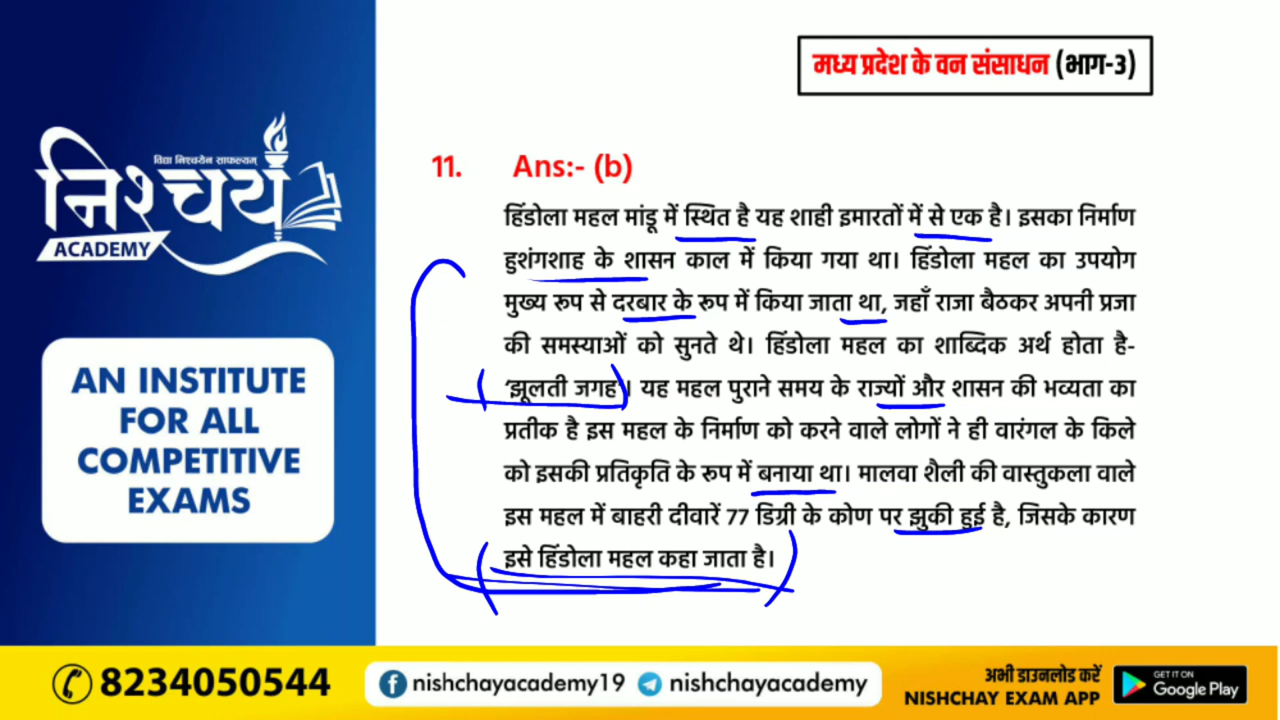 मध्य प्रदेश के वन संसाधन (भाग-3)
विद्या निश्चयेन साफल्यम्
निश्चय
ACADEMY
AN INSTITUTE
FOR ALL
COMPETITIVE
EXAMS
11. Ans:- (b)
हिंडोला महल मांडू में स्थित है यह शाही इमारतों में से एक है। इसका निर्माण
हुशंगशाह के शासन काल में किया गया था। हिंडोला महल का उपयोग
मुख्य रूप से दरबार के रूप में किया जाता था, जहाँ राजा बैठकर अपनी प्रजा
की समस्याओं को सुनते थे। हिंडोला महल का शाब्दिक अर्थ होता है-
‘झूलती जगह’। यह महल पुराने समय के राज्यों और शासन की भव्यता का
प्रतीक है इस महल के निर्माण को करने वाले लोगों ने ही वारंगल के किले
को इसकी प्रतिकृति के रूप में बनाया था। मालवा शैली की वास्तुकला वाले
इस महल में बाहरी दीवारें 77 डिग्री के कोण पर झुकी हुई है, जिसके कारण
इसे हिंडोला महल कहा जाता है।
8234050544
nishchayacademy19
nishchayacademy
अभी डाउनलोड करें
NISHCHAY EXAM APP
GET IT ON
Google Play